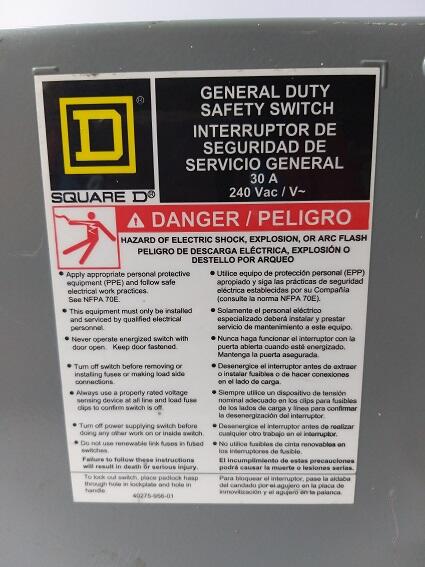 GENERAL DUTY
SAFETY SWITCH
INTERRUPTOR DE
SEGURIDAD DE
SERVICIO GENERAL
30 A
240 Vac / V~
D
®
SQUARE D®
DANGER / PELIGRO
HAZARD OF ELECTRIC SHOCK, EXPLOSION, OR ARC FLASH
PELIGRO DE DESCARGA ELÉCTRICA, EXPLOSIÓN O
DESTELLO POR ARQUEO
• Apply appropriate personal protective
equipment (PPE) and follow safe
electrical work practices.
See NFPA 70E.
• This equipment must only be installed
and serviced by qualified electrical
personnel.
• Never operate energized switch with
door open. Keep door fastened.
• Turn off switch before removing or
installing fuses or making load side
connections.
• Always use a properly rated voltage
sensing device at all line and load fuse
clips to confirm switch is off.
• Turn off power supplying switch before
doing any other work on or inside switch.
• Do not use renewable link fuses in fused
switches.
Failure to follow these instructions
will result in death or serious injury.
• Utilice equipo de protección personal (EPP)
apropiado y siga las prácticas de seguridad
eléctrica establecidas por su Compañía
(consulte la norma NFPA 70E).
• Solamente el personal eléctrico
especializado deberá instalar y prestar
servicio de mantenimiento a este equipo.
• Nunca haga funcionar el interruptor con la
puerta abierta cuando esté energizado.
Mantenga la puerta asegurada.
• Desenergice el interruptor antes de extraer
o instalar fusibles o de hacer conexiones
en el lado de carga.
• Siempre utilice un dispositivo de tensión
nominal adecuado en los clips para fusibles
de los lados de carga y línea para confirmar
la desenergización del interruptor.
• Desenergice el interruptor antes de realizar
cualquier otro trabajo en el interruptor.
• No utilice fusibles de cinta renovables en
los interruptores de fusible.
El incumplimiento de estas precauciones
podrá causar la muerte o lesiones serias.
To lock out switch, place padlock hasp
through hole in lockplate and hole in
handle.
40275-956-01
Para bloquear el interruptor, pase la aldaba
del candado por el agujero en la placa de
inmovilización y el agujero en la palanca.